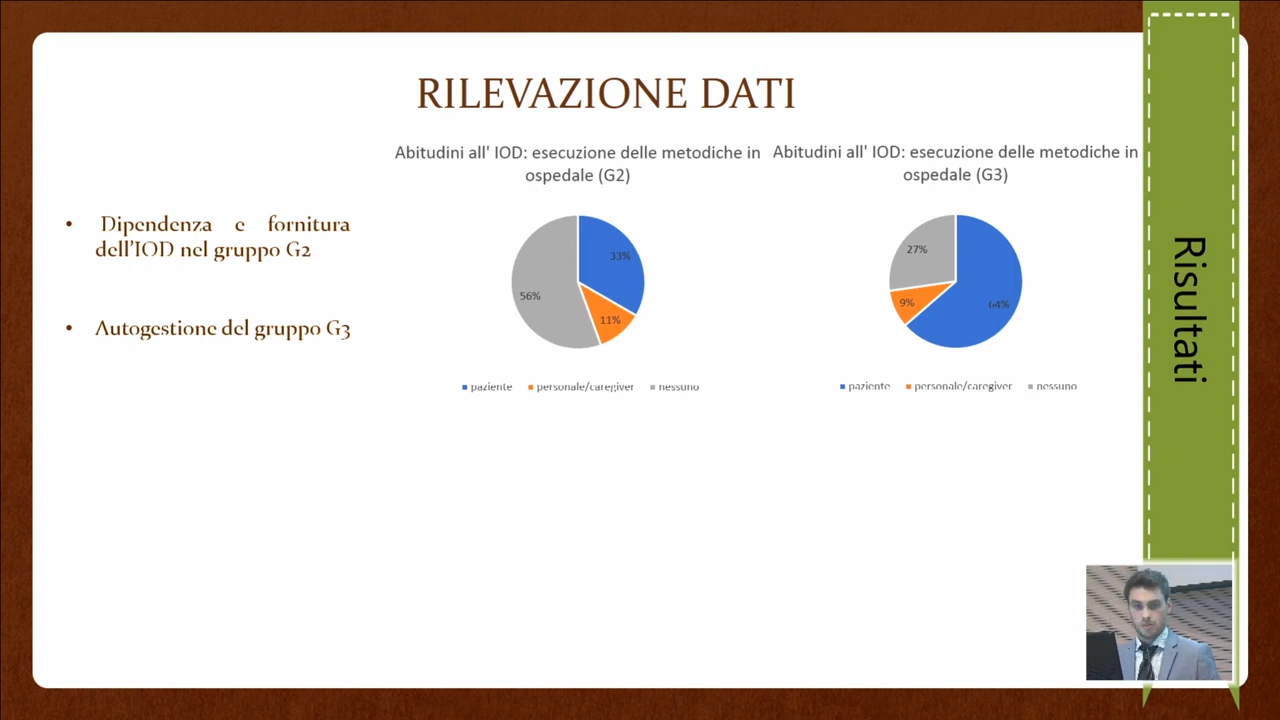 RILEVAZIONE DATI
Abitudini all' IOD: esecuzione delle metodiche in
ospedale (G2)
Abitudini all' IOD: esecuzione delle metodiche in
ospedale (G3)
• Dipendenza e fornitura
dell'IOD nel gruppo G2
• Autogestione del gruppo G3
33%
56%
11%
27%
9%
64%
paziente personale/caregiver nessuno
paziente personale/caregiver nessuno
Risultati